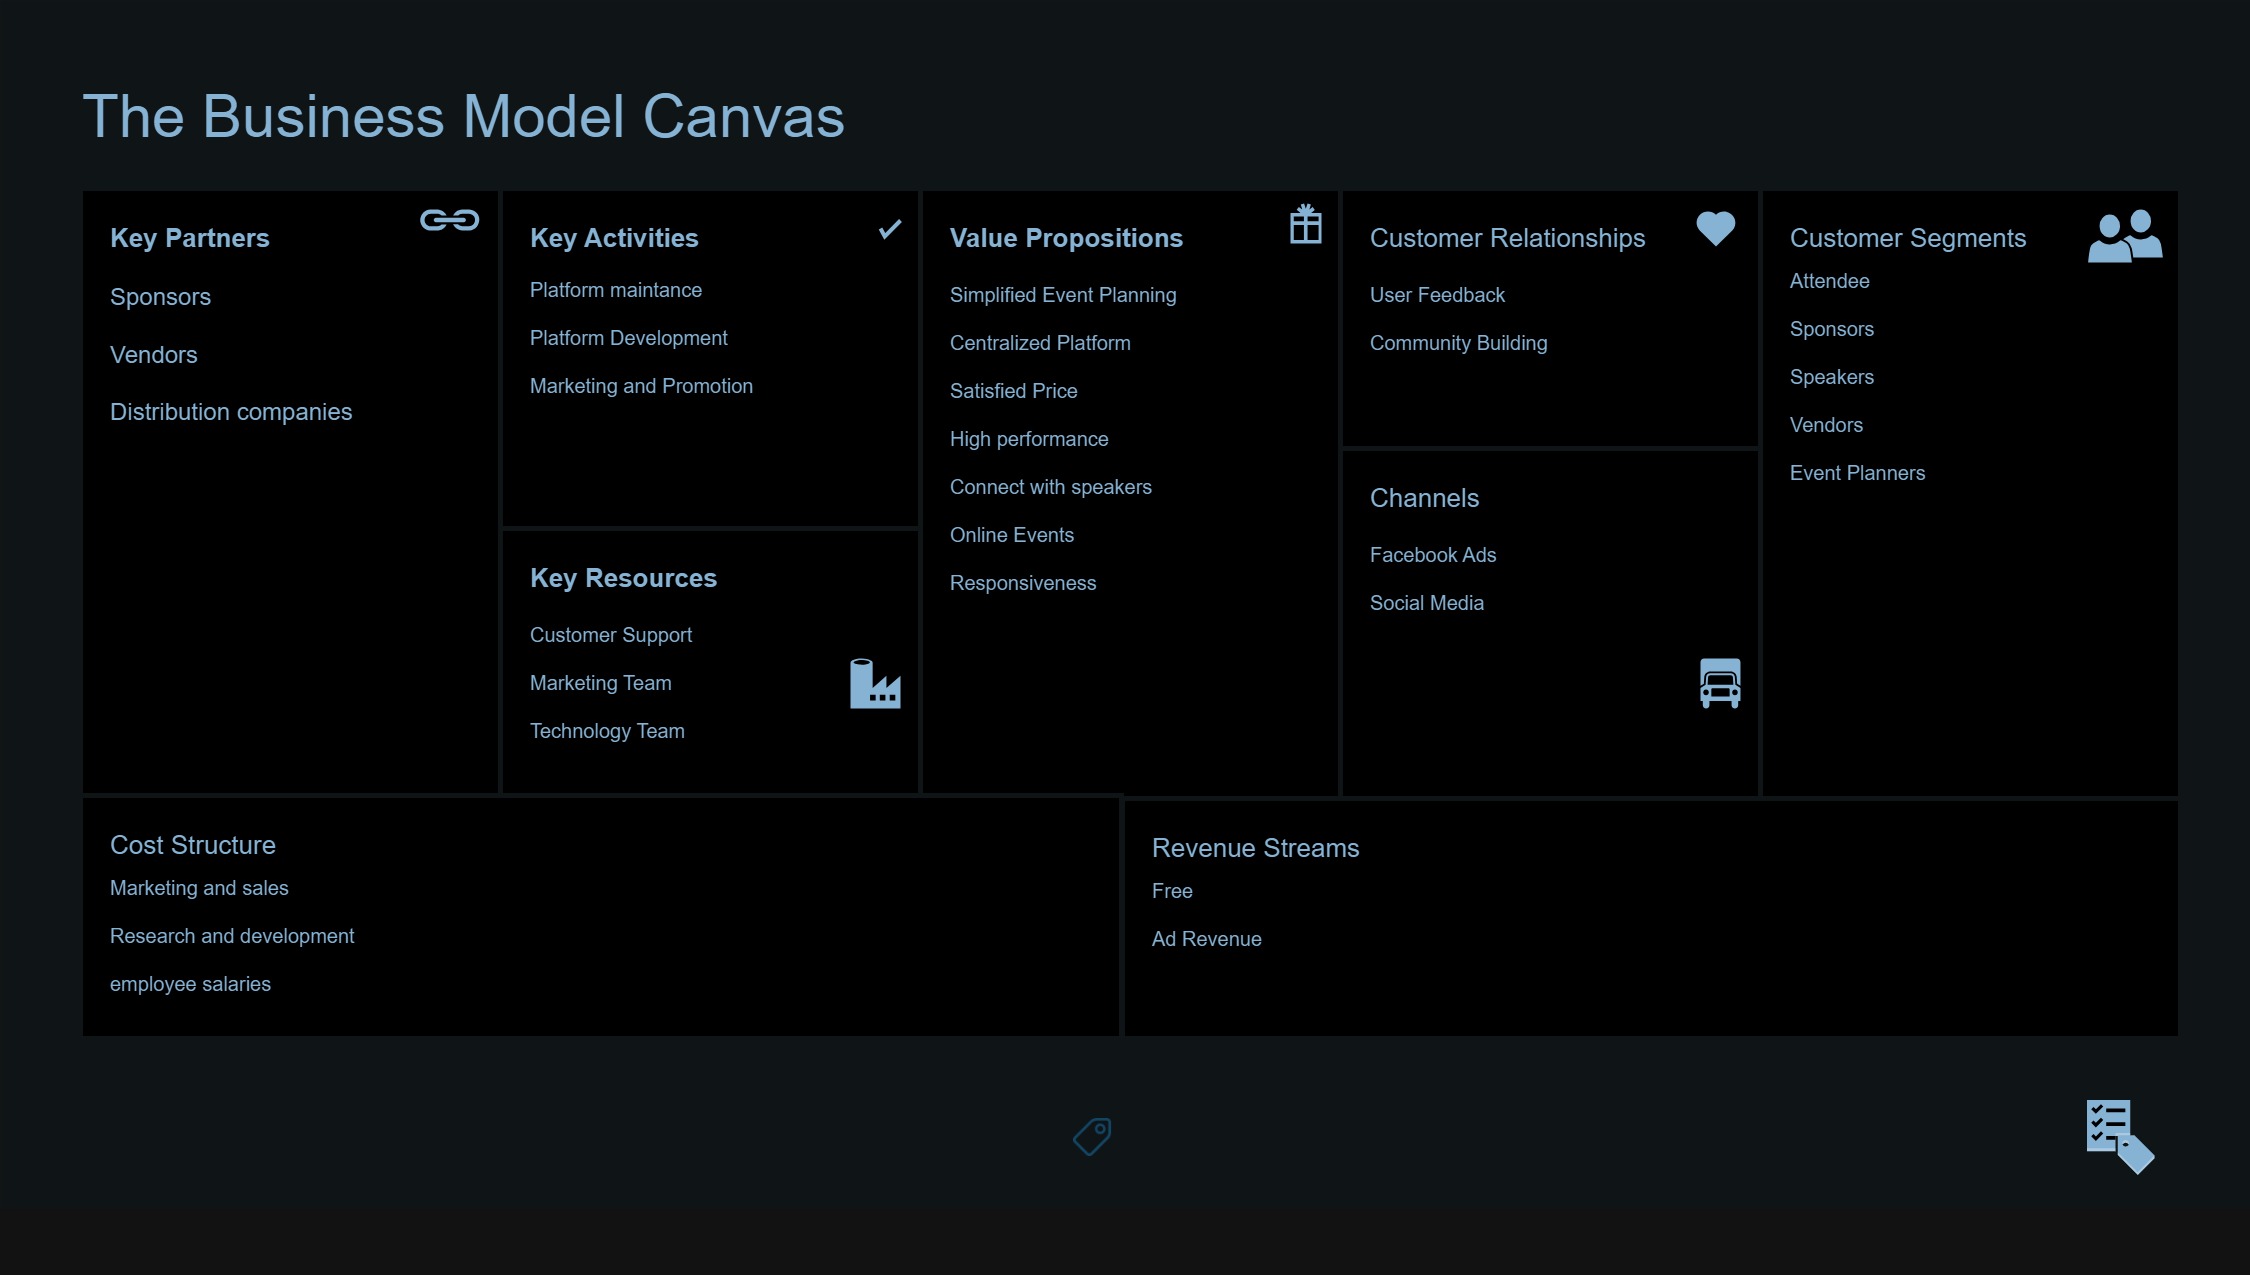 The Business Model Canvas
Key Partners
Sponsors
Vendors
Distribution companies
Key Activities
Platform maintance
Platform Development
Marketing and Promotion
Key Resources
Customer Support
Marketing Team
Technology Team
Value Propositions
Simplified Event Planning
Centralized Platform
Satisfied Price
High performance
Connect with speakers
Online Events
Responsiveness
Customer Relationships
User Feedback
Community Building
Channels
Facebook Ads
Social Media
Customer Segments
Attendee
Sponsors
Speakers
Vendors
Event Planners
Cost Structure
Marketing and sales
Research and development
employee salaries
Revenue Streams
Free
Ad Revenue